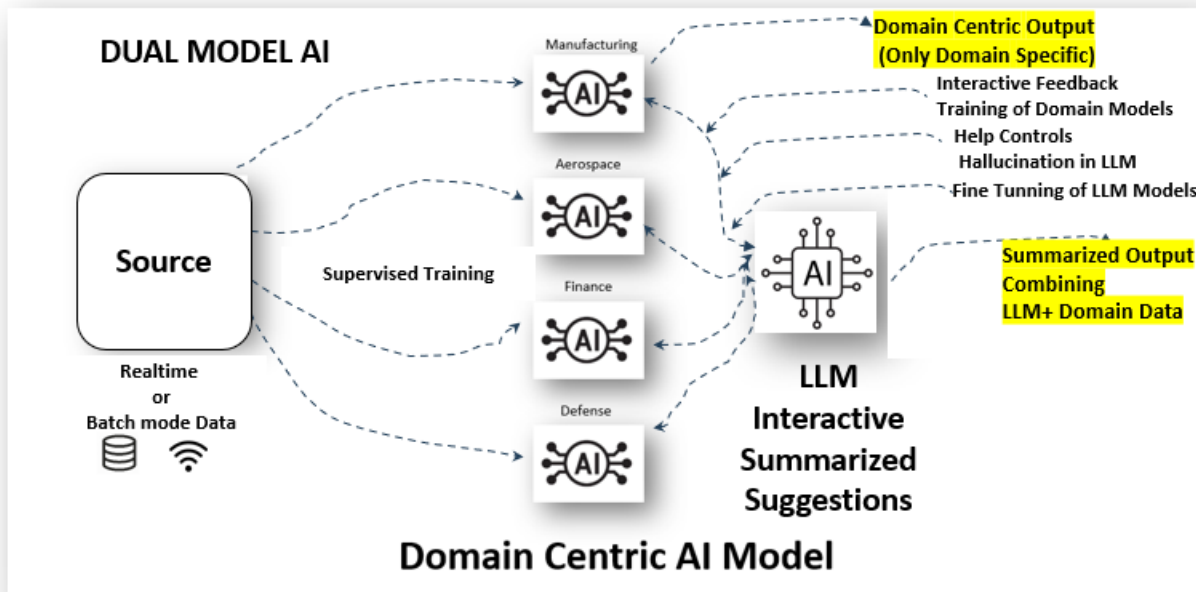 DUAL MODEL AI
Manufacturing
AI
Domain Centric Output
(Only Domain Specific)
Interactive Feedback
Training of Domain Models
Help Controls
Hallucination in LLM
Fine Tunning of LLM Models
Aerospace
AI
Source
Supervised Training
Finance
AI
AI
Summarized Output
Combining
LLM+ Domain Data
Realtime
or
Batch mode Data
Defense
AI
LLM
Interactive
Summarized
Suggestions
Domain Centric AI Model